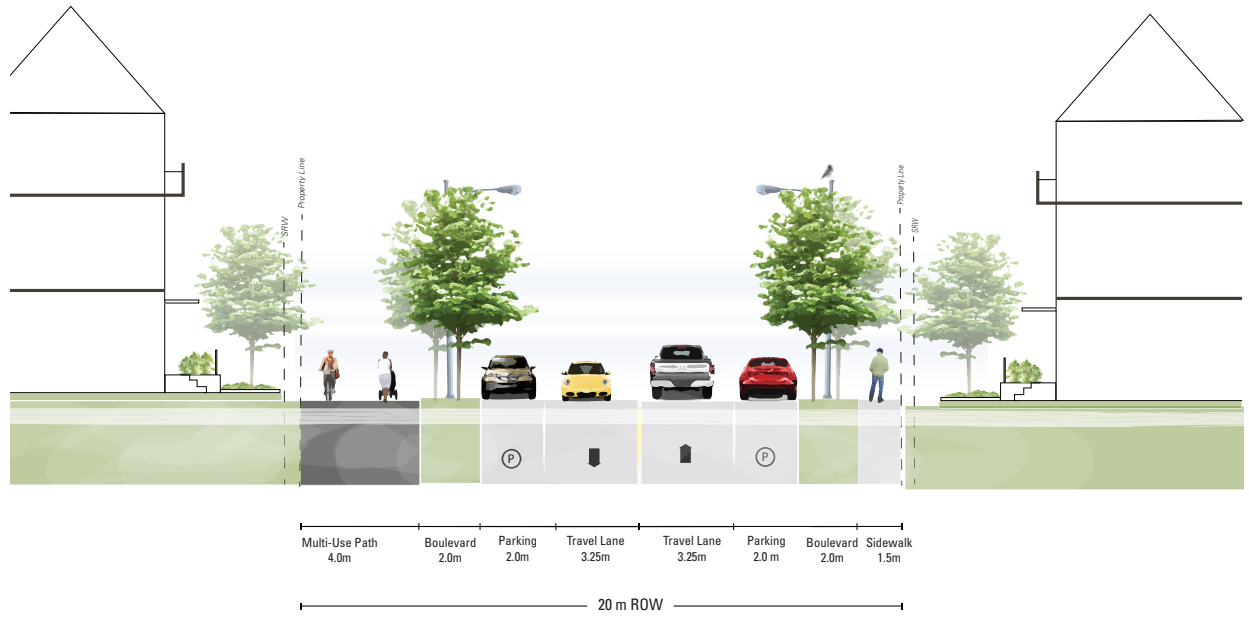 Property Line
SRW
Property Line
SRW
P
P
Multi-Use Path
4.0m
Boulevard
2.0m
Parking
2.0m
Travel Lane
3.25m
Travel Lane
3.25m
Parking
2.0 m
Boulevard
2.0m
Sidewalk
1.5m
20 m ROW